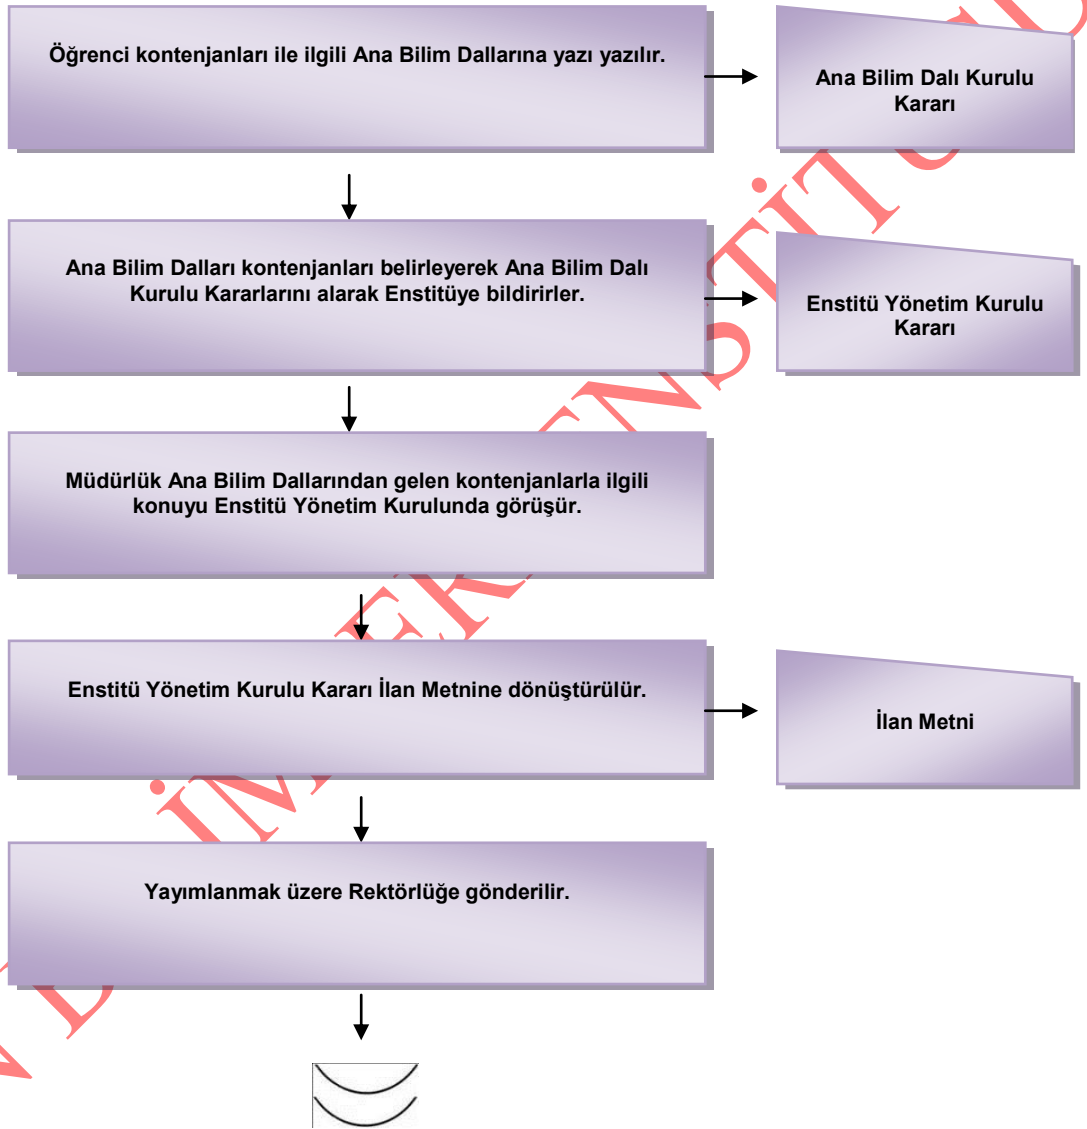 Öğrenci kontenjanları ile ilgili Ana Bilim Dallarına yazı yazılır.
Ana Bilim Dalı Kurulu
Kararı
Ana Bilim Dalları kontenjanları belirleyerek Ana Bilim Dalı
Kurulu Kararlarını alarak Enstitüye bildirirler.
Enstitü Yönetim Kurulu
Kararı
Müdürlük Ana Bilim Dallarından gelen kontenjanlarla ilgili
konuyu Enstitü Yönetim Kurulunda görüşür.
Enstitü Yönetim Kurulu Kararı İlan Metnine dönüştürülür.
İlan Metni
Yayımlanmak üzere Rektörlüğe gönderilir.